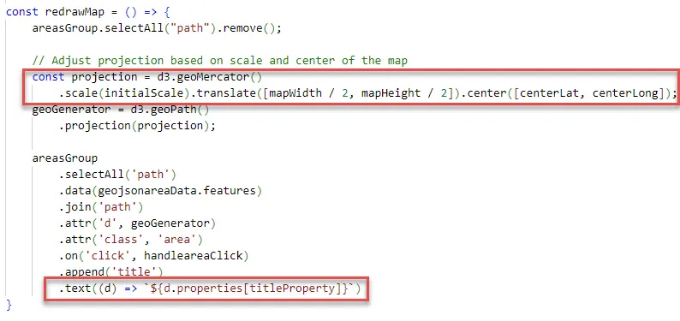 const redrawMap = () => {
areasGroup.selectAll("path").remove();
// Adjust projection based on scale and center of the map
const projection = d3.geoMercator()
.scale(initialScale).translate([mapWidth / 2, mapHeight / 2]).center([centerLat, centerLong]);
geoGenerator = d3.geoPath()
.projection(projection);
areasGroup
.selectAll('path')
.data(geojsonareaData.features)
.join('path')
.attr('d', geoGenerator)
.attr('class', 'area')
.on('click', handleareaClick)
.append('title')
.text((d) => `${d.properties[titleProperty]}`)
}